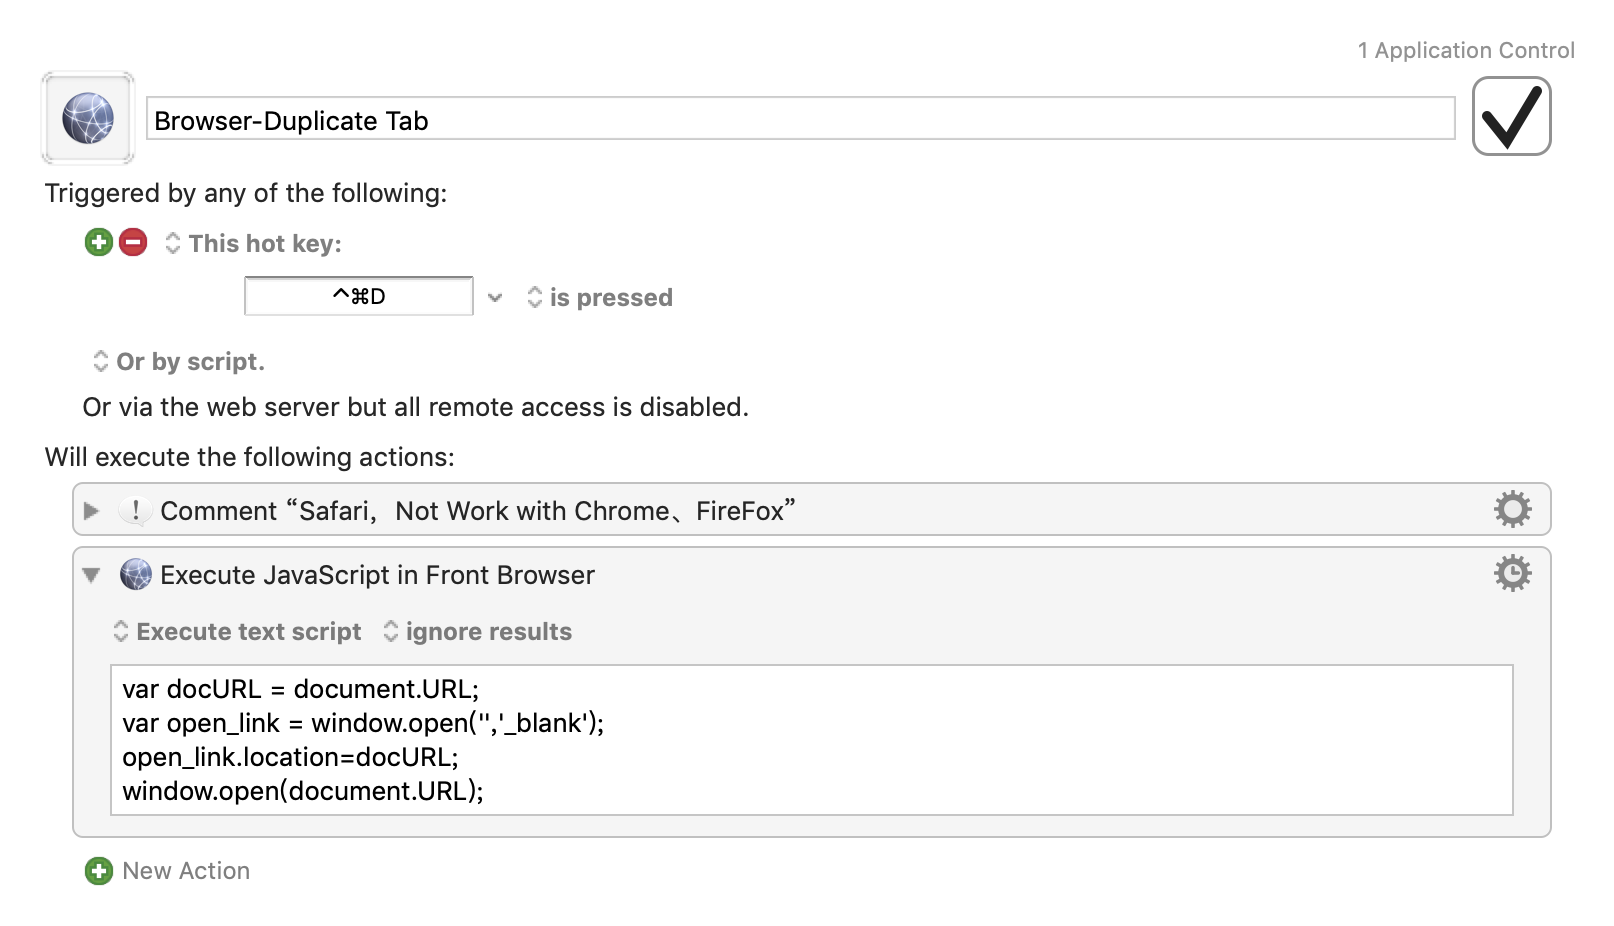 1 Application Control
Browser-Duplicate Tab
Triggered by any of the following:
This hot key:
^⌘D
is pressed
Or by script.
Or via the web server but all remote access is disabled.
Will execute the following actions:
Comment “Safari，Not Work with Chrome、FireFox”
Execute JavaScript in Front Browser
Execute text script ignore results
var docURL = document.URL;
var open_link = window.open('','_blank');
open_link.location=docURL;
window.open(document.URL);
New Action